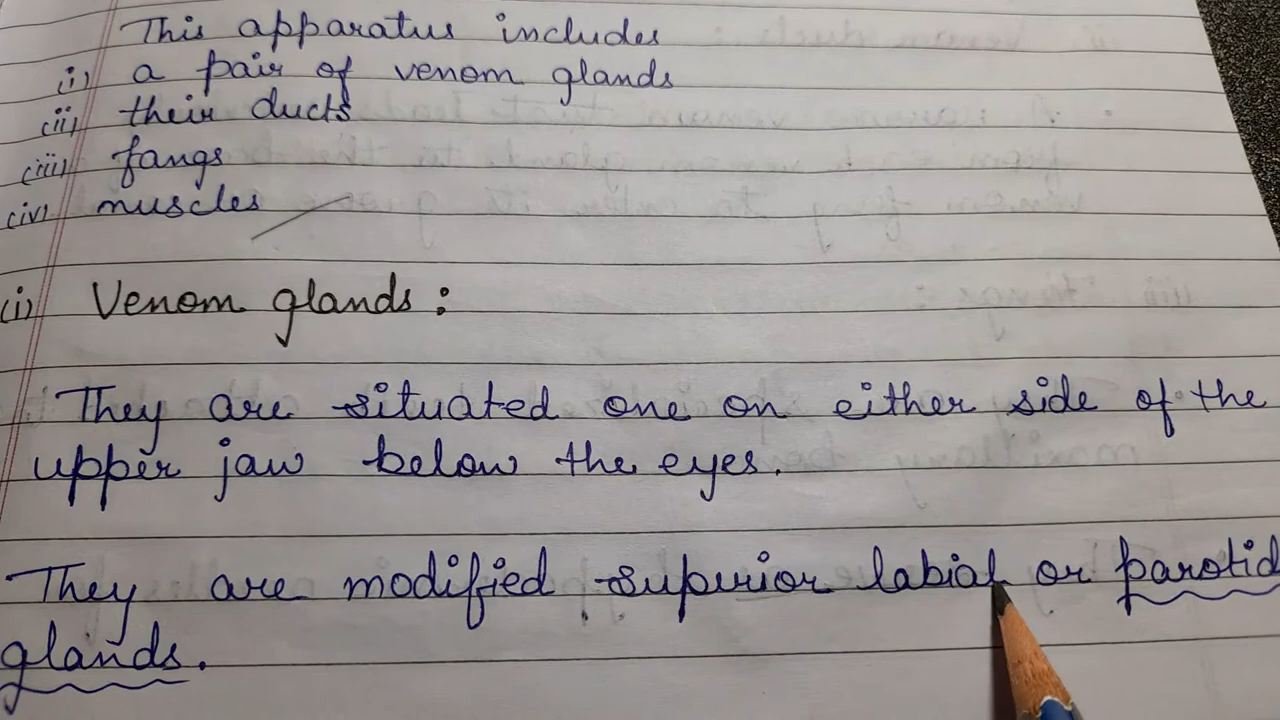 This apparatus includes
(i) a pair of venom glands
(ii) their ducts
(iii) fangs
(iv) muscles
(i) Venom glands:
They are situated one on either side of the
upper jaw below the eyes.
They are modified superior labial or parotid
glands.